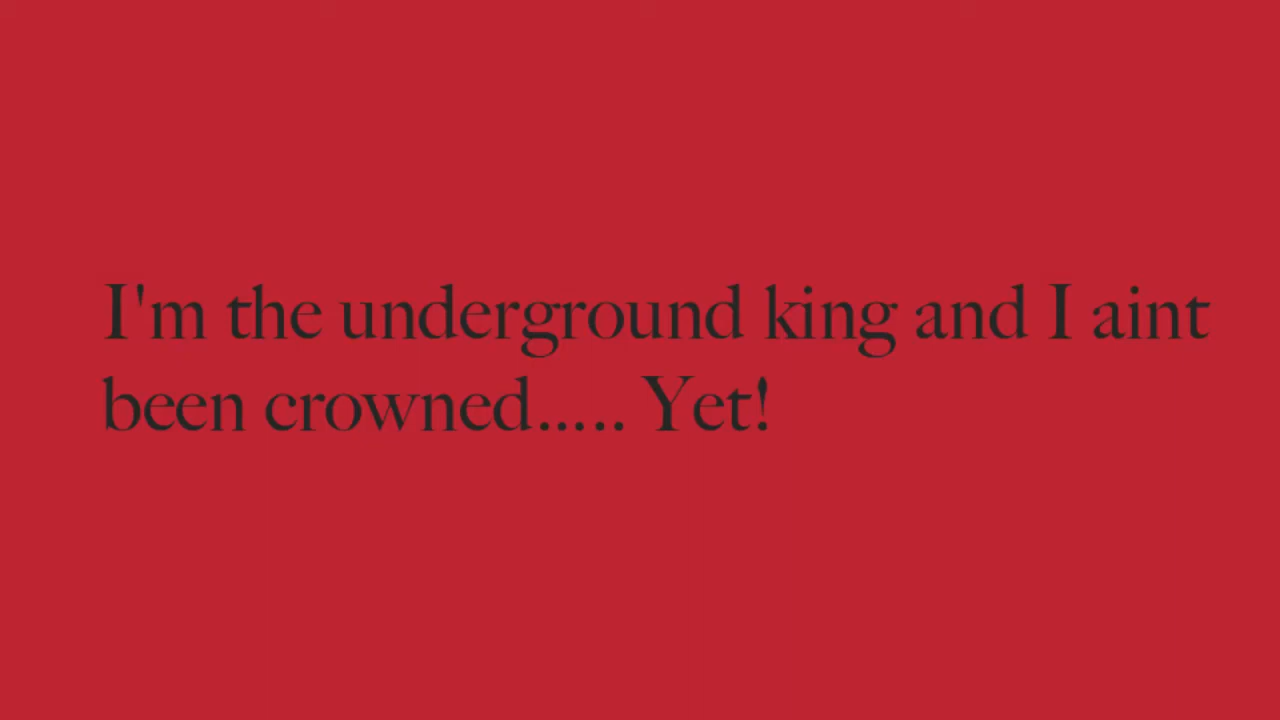 I'm the underground king and I aint
been crowned..... Yet!